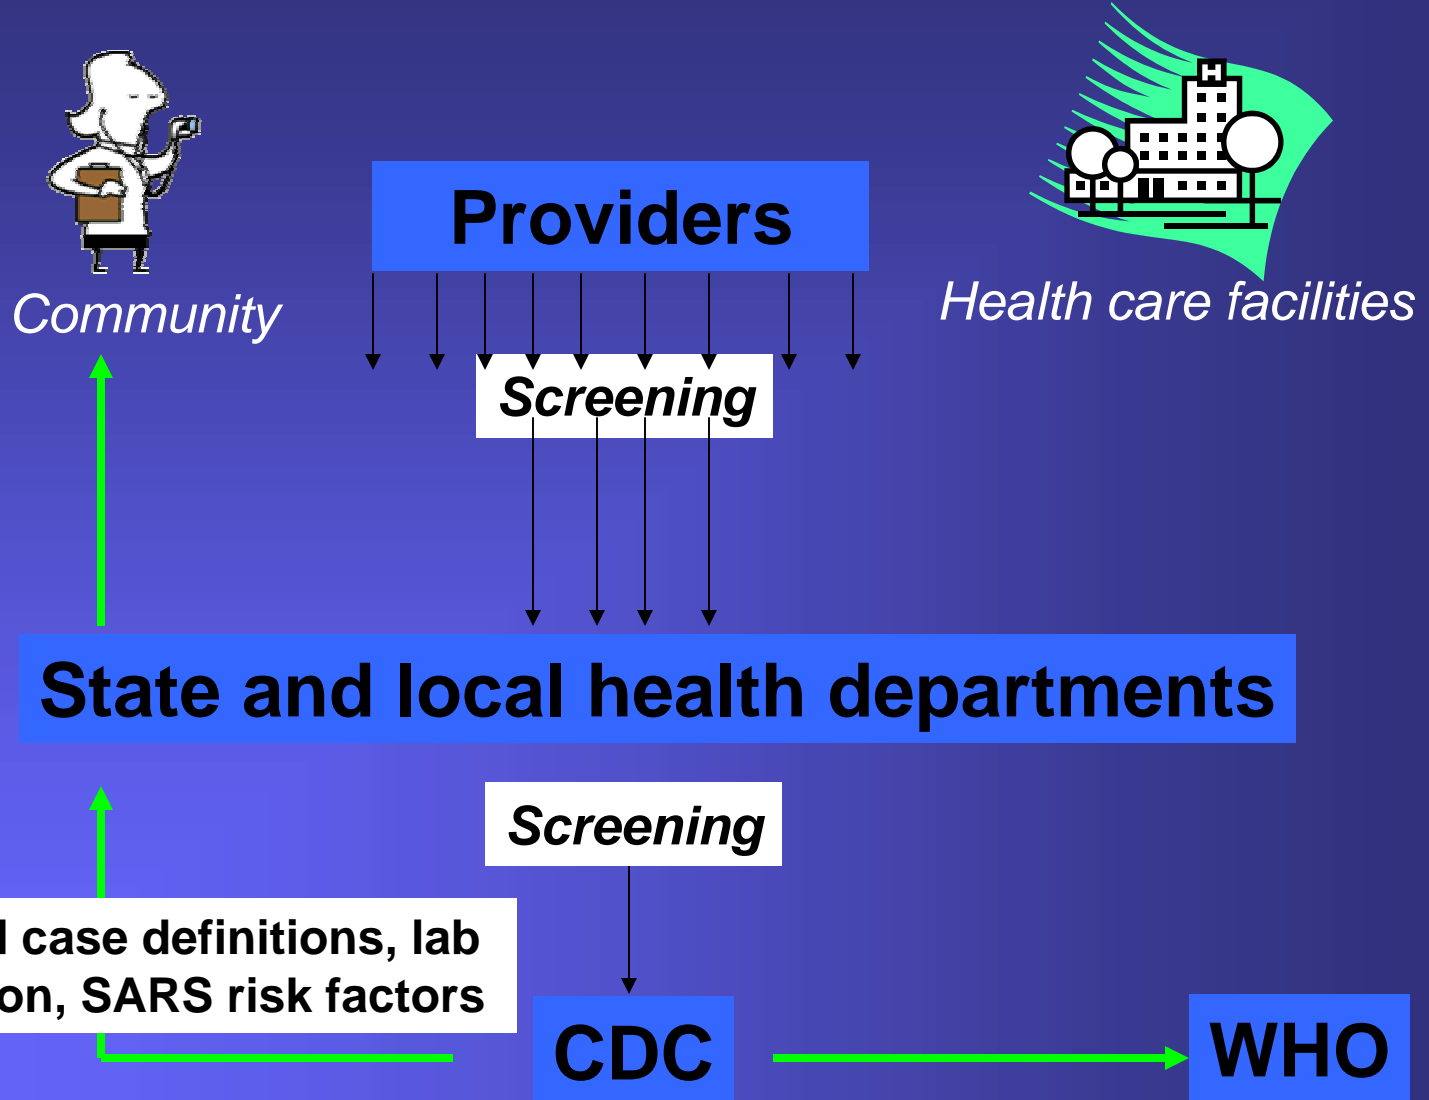 H
Providers
Community
Health care facilities
Screening
State and local health departments
Screening
case definitions, lab
SARS risk factors
CDC
WHO